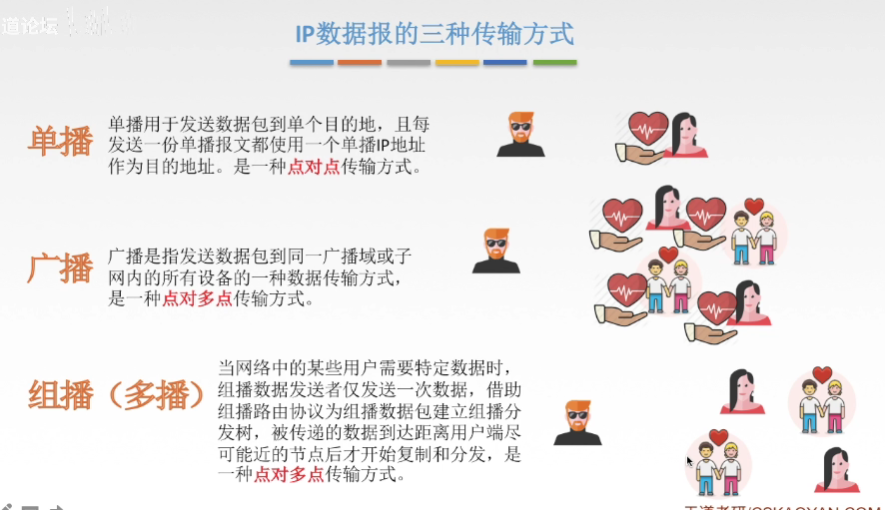 道论坛
IP数据报的三种传输方式
单播
单播用于发送数据包到单个目的地，且每
发送一份单播报文都使用一个单播IP地址
作为目的地址。是一种点对点传输方式。
广播
广播是指发送数据包到同一广播域或子
网内的所有设备的一种数据传输方式，
是一种点对多点传输方式。
组播（多播）
当网络中的某些用户需要特定数据时，
组播数据发送者仅发送一次数据，借助
组播路由协议为组播数据包建立组播分
发树，被传递的数据到达距离用户端尽
可能近的节点后才开始复制和分发，是
一种点对多点传输方式。
王道考研/CSKAOYAN.COM